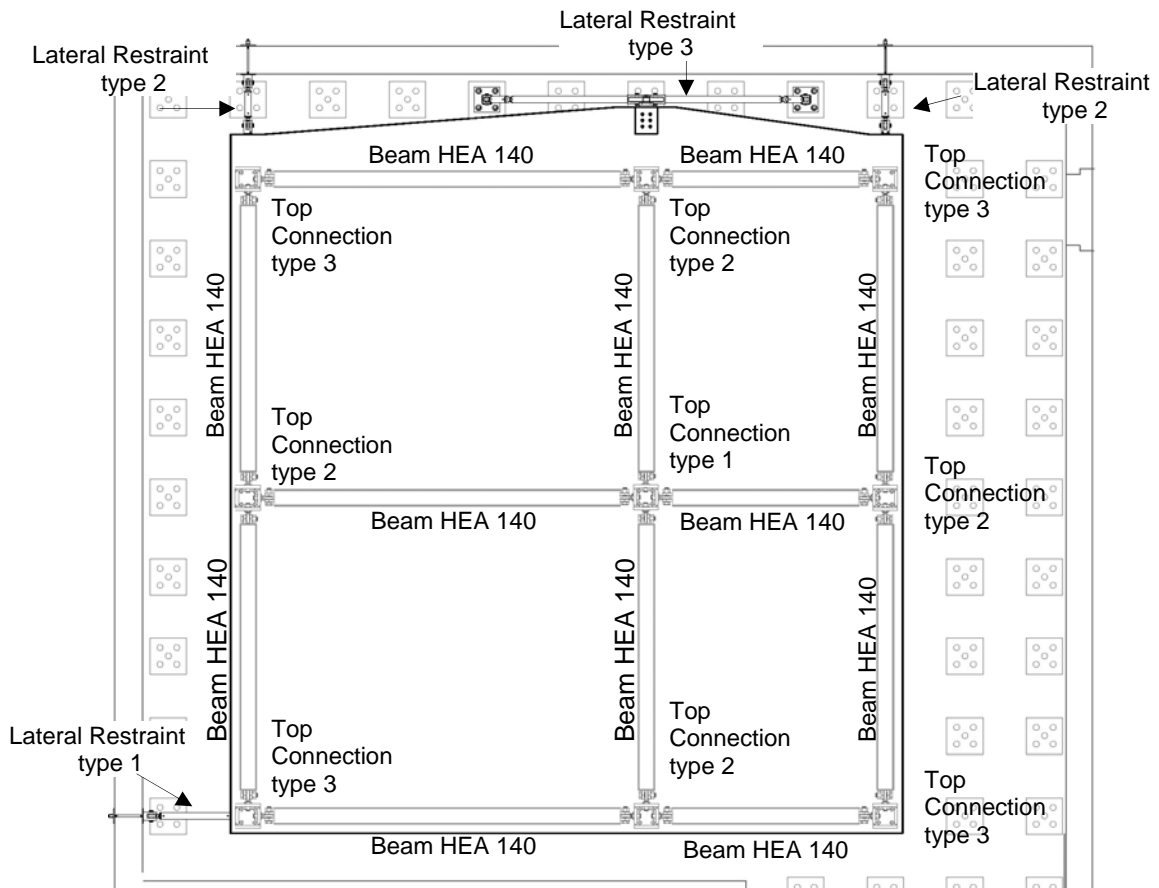 Lateral Restraint
type 3
Lateral Restraint
type 2
Lateral Restraint
type 2
Beam HEA 140
Beam HEA 140
Top
Connection
type 3
Top
Connection
type 3
Top
Connection
type 2
Beam HEA 140
Beam HEA 140
Beam HEA 140
Top
Connection
type 2
Top
Connection
type 1
Top
Connection
type 2
Beam HEA 140
Beam HEA 140
Beam HEA 140
Beam HEA 140
Beam HEA 140
Lateral Restraint
type 1
Top
Connection
type 3
Top
Connection
type 2
Top
Connection
type 3
Beam HEA 140
Beam HEA 140